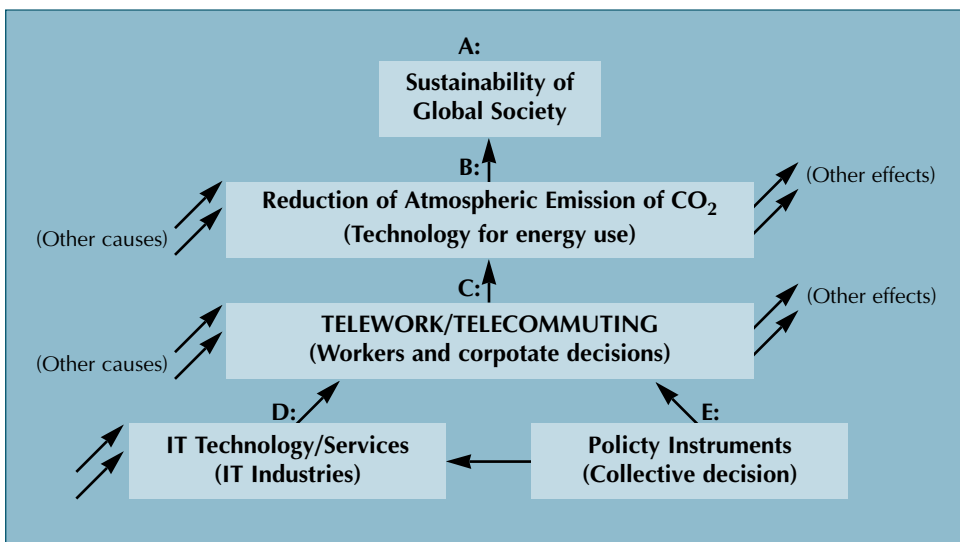 A:
Sustainability of
Global Society
B:
(Other effects)
Reduction of Atmospheric Emission of CO₂
(Technology for energy use)
(Other causes)
C:
(Other effects)
TELEWORK/TELECOMMUTING
(Workers and corpotate decisions)
(Other causes)
D:
E:
IT Technology/Services
(IT Industries)
Policty Instruments
(Collective decision)